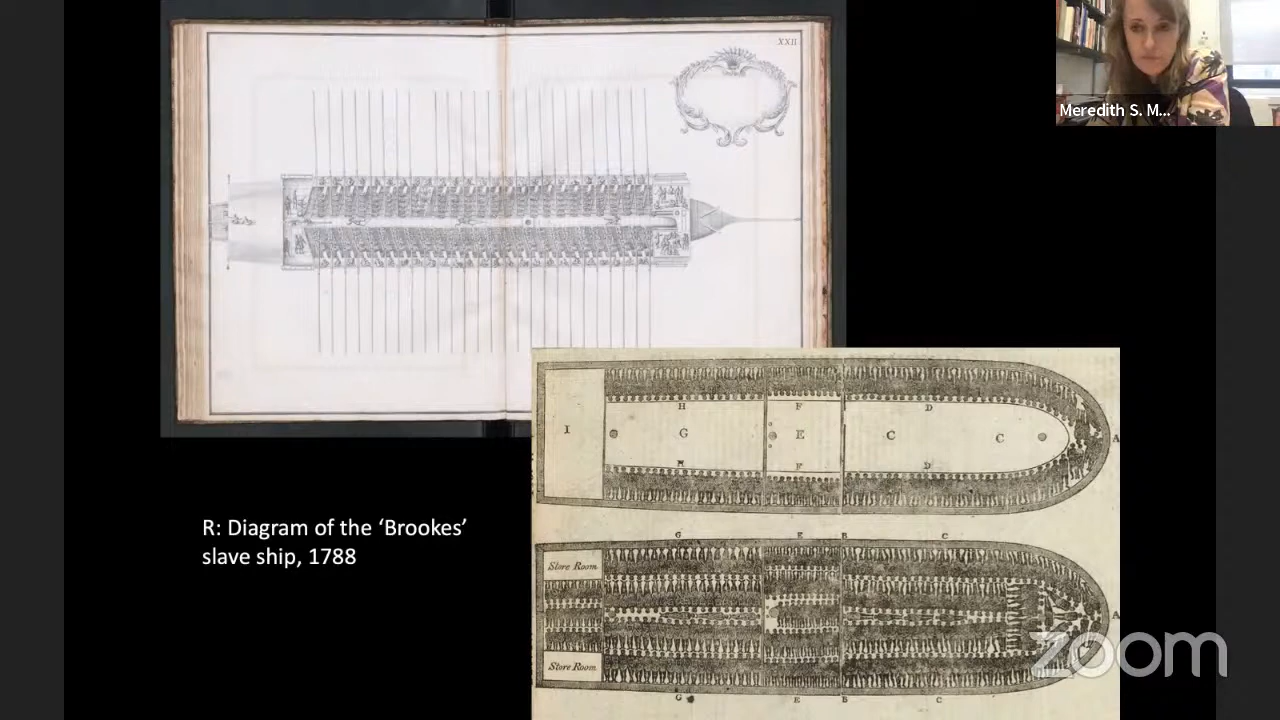 XXII
Meredith S. M...
H
F
D
A
I
G
E
C
C
H
F
D
G
E
B
C
Store Room
A
Store Room
G
E
B
C
R: Diagram of the ‘Brookes’
slave ship, 1788
zoom